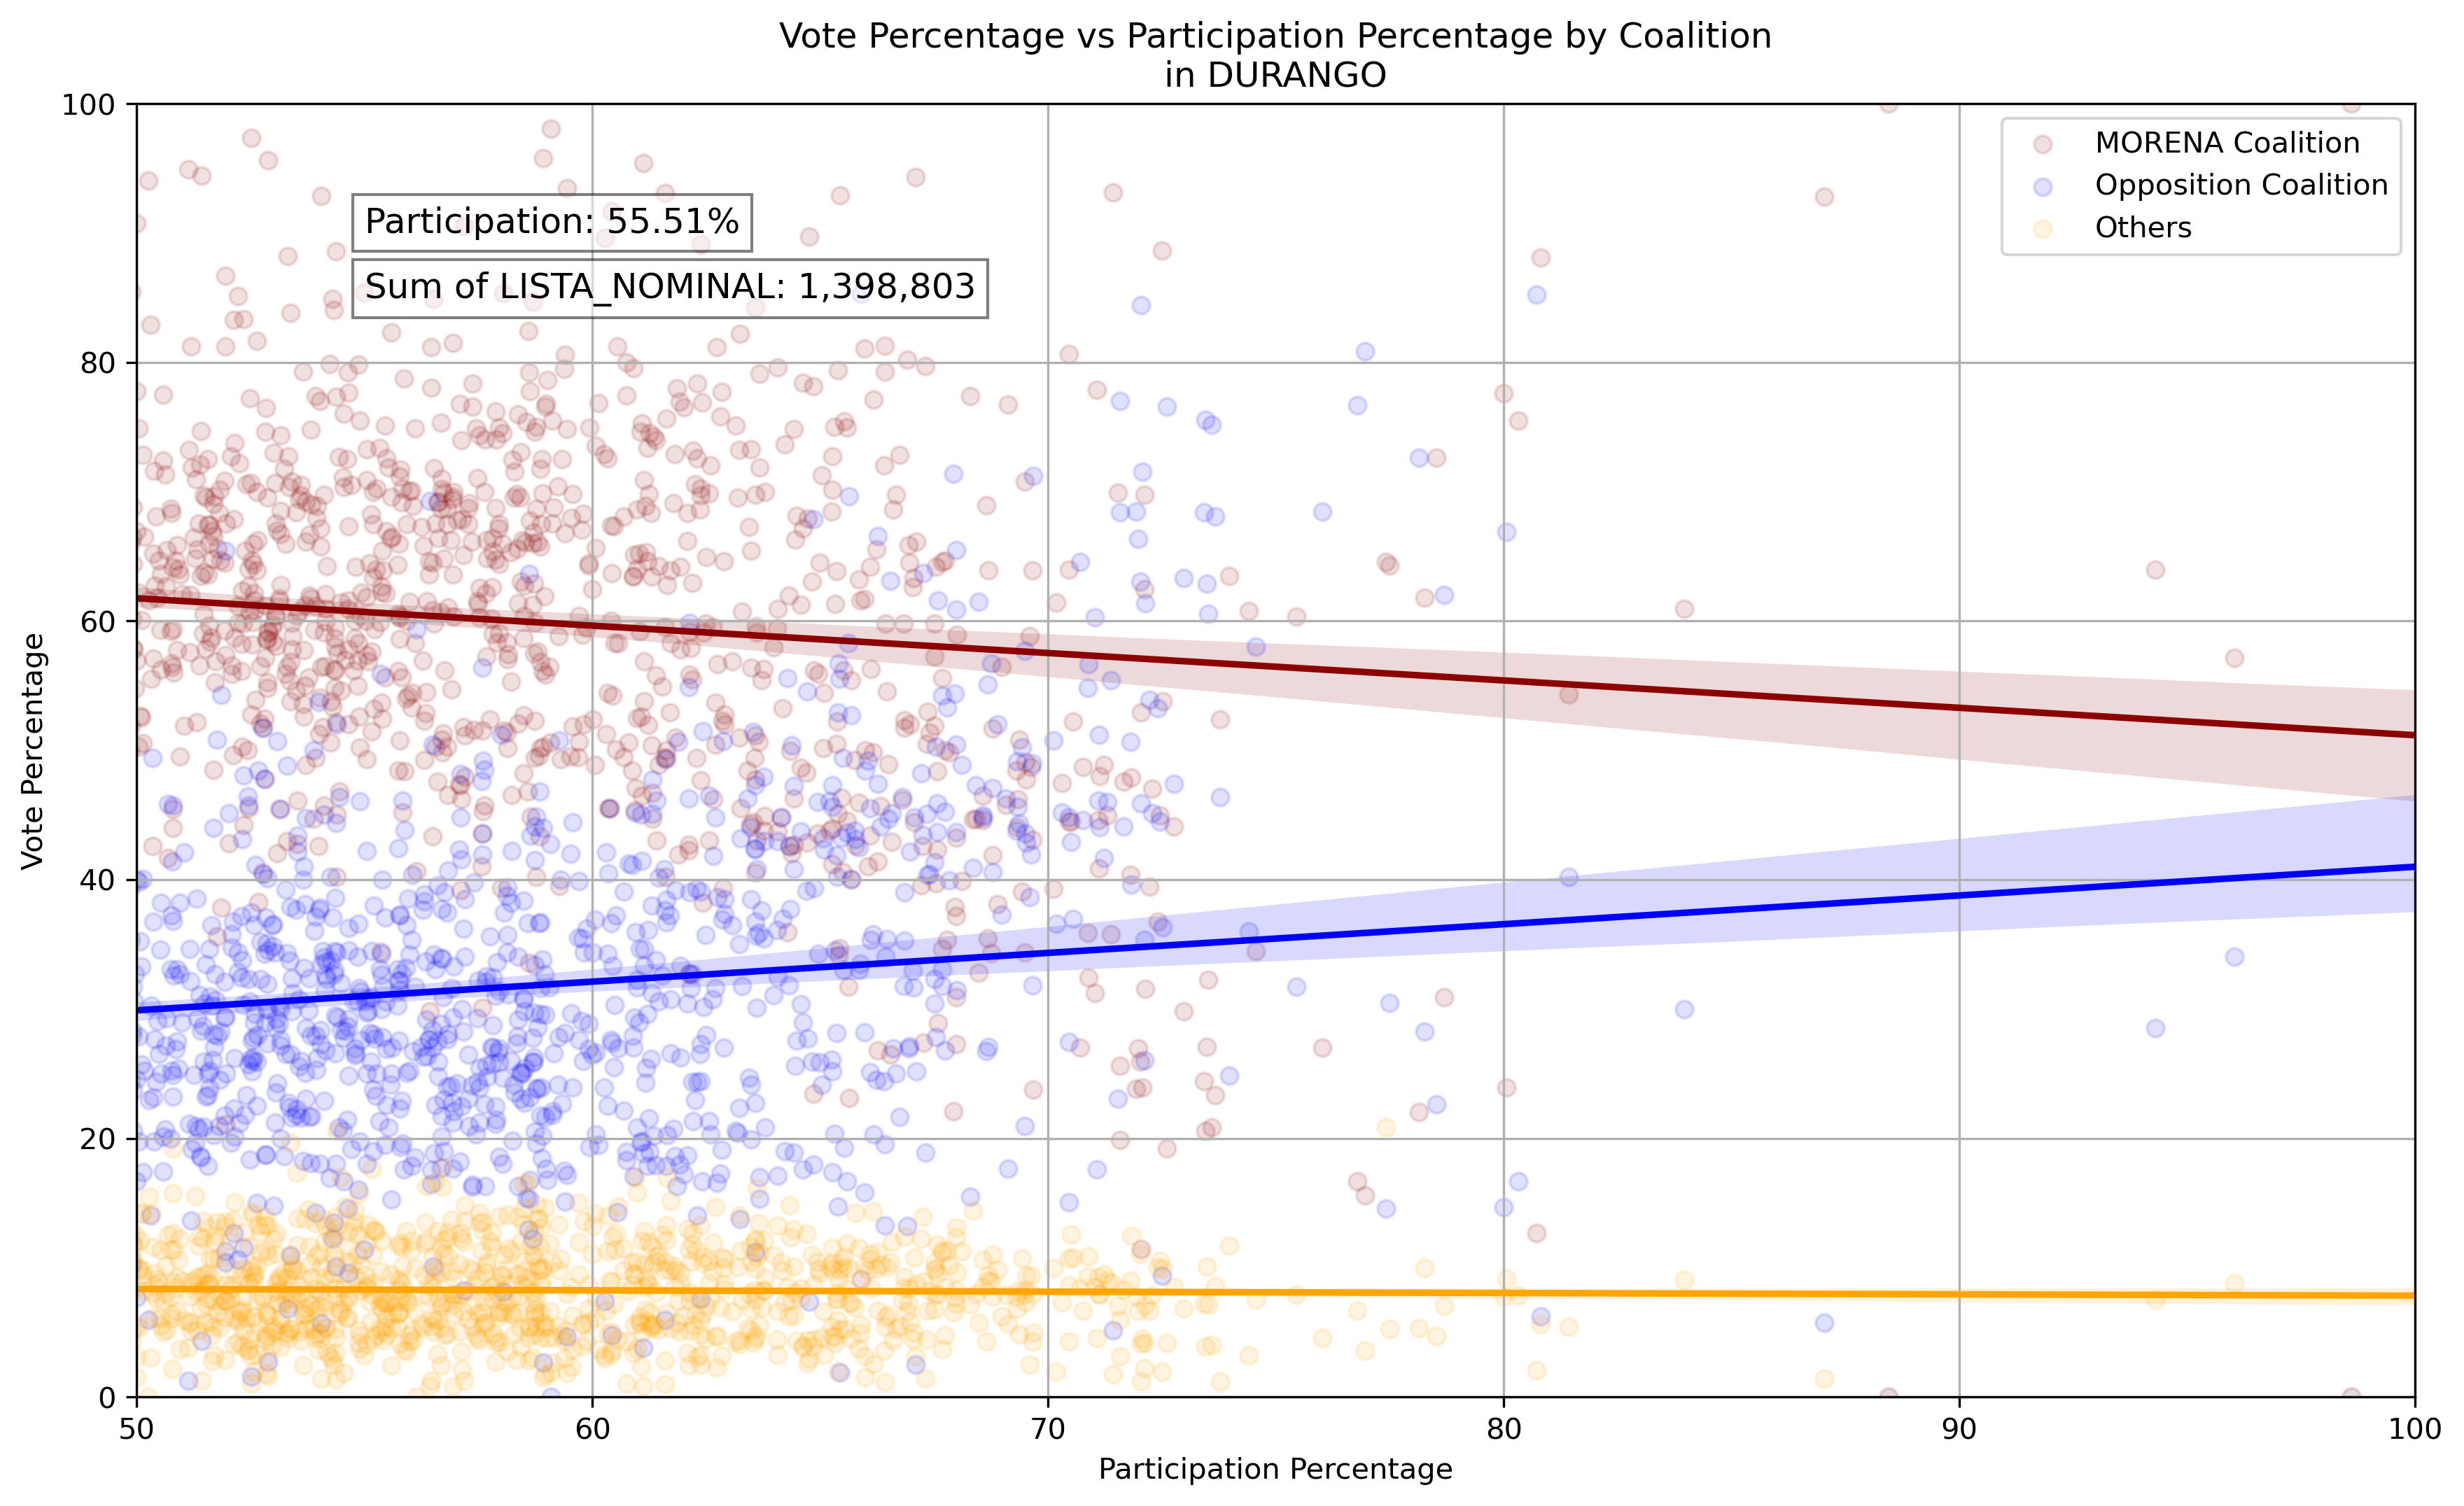 Vote Percentage vs Participation Percentage by Coalition
in DURANGO
100
80
60
40
20
0
Vote Percentage
Participation: 55.51%
Sum of LISTA_NOMINAL: 1,398,803
MORENA Coalition
Opposition Coalition
Others
50
60
70
80
90
100
Participation Percentage